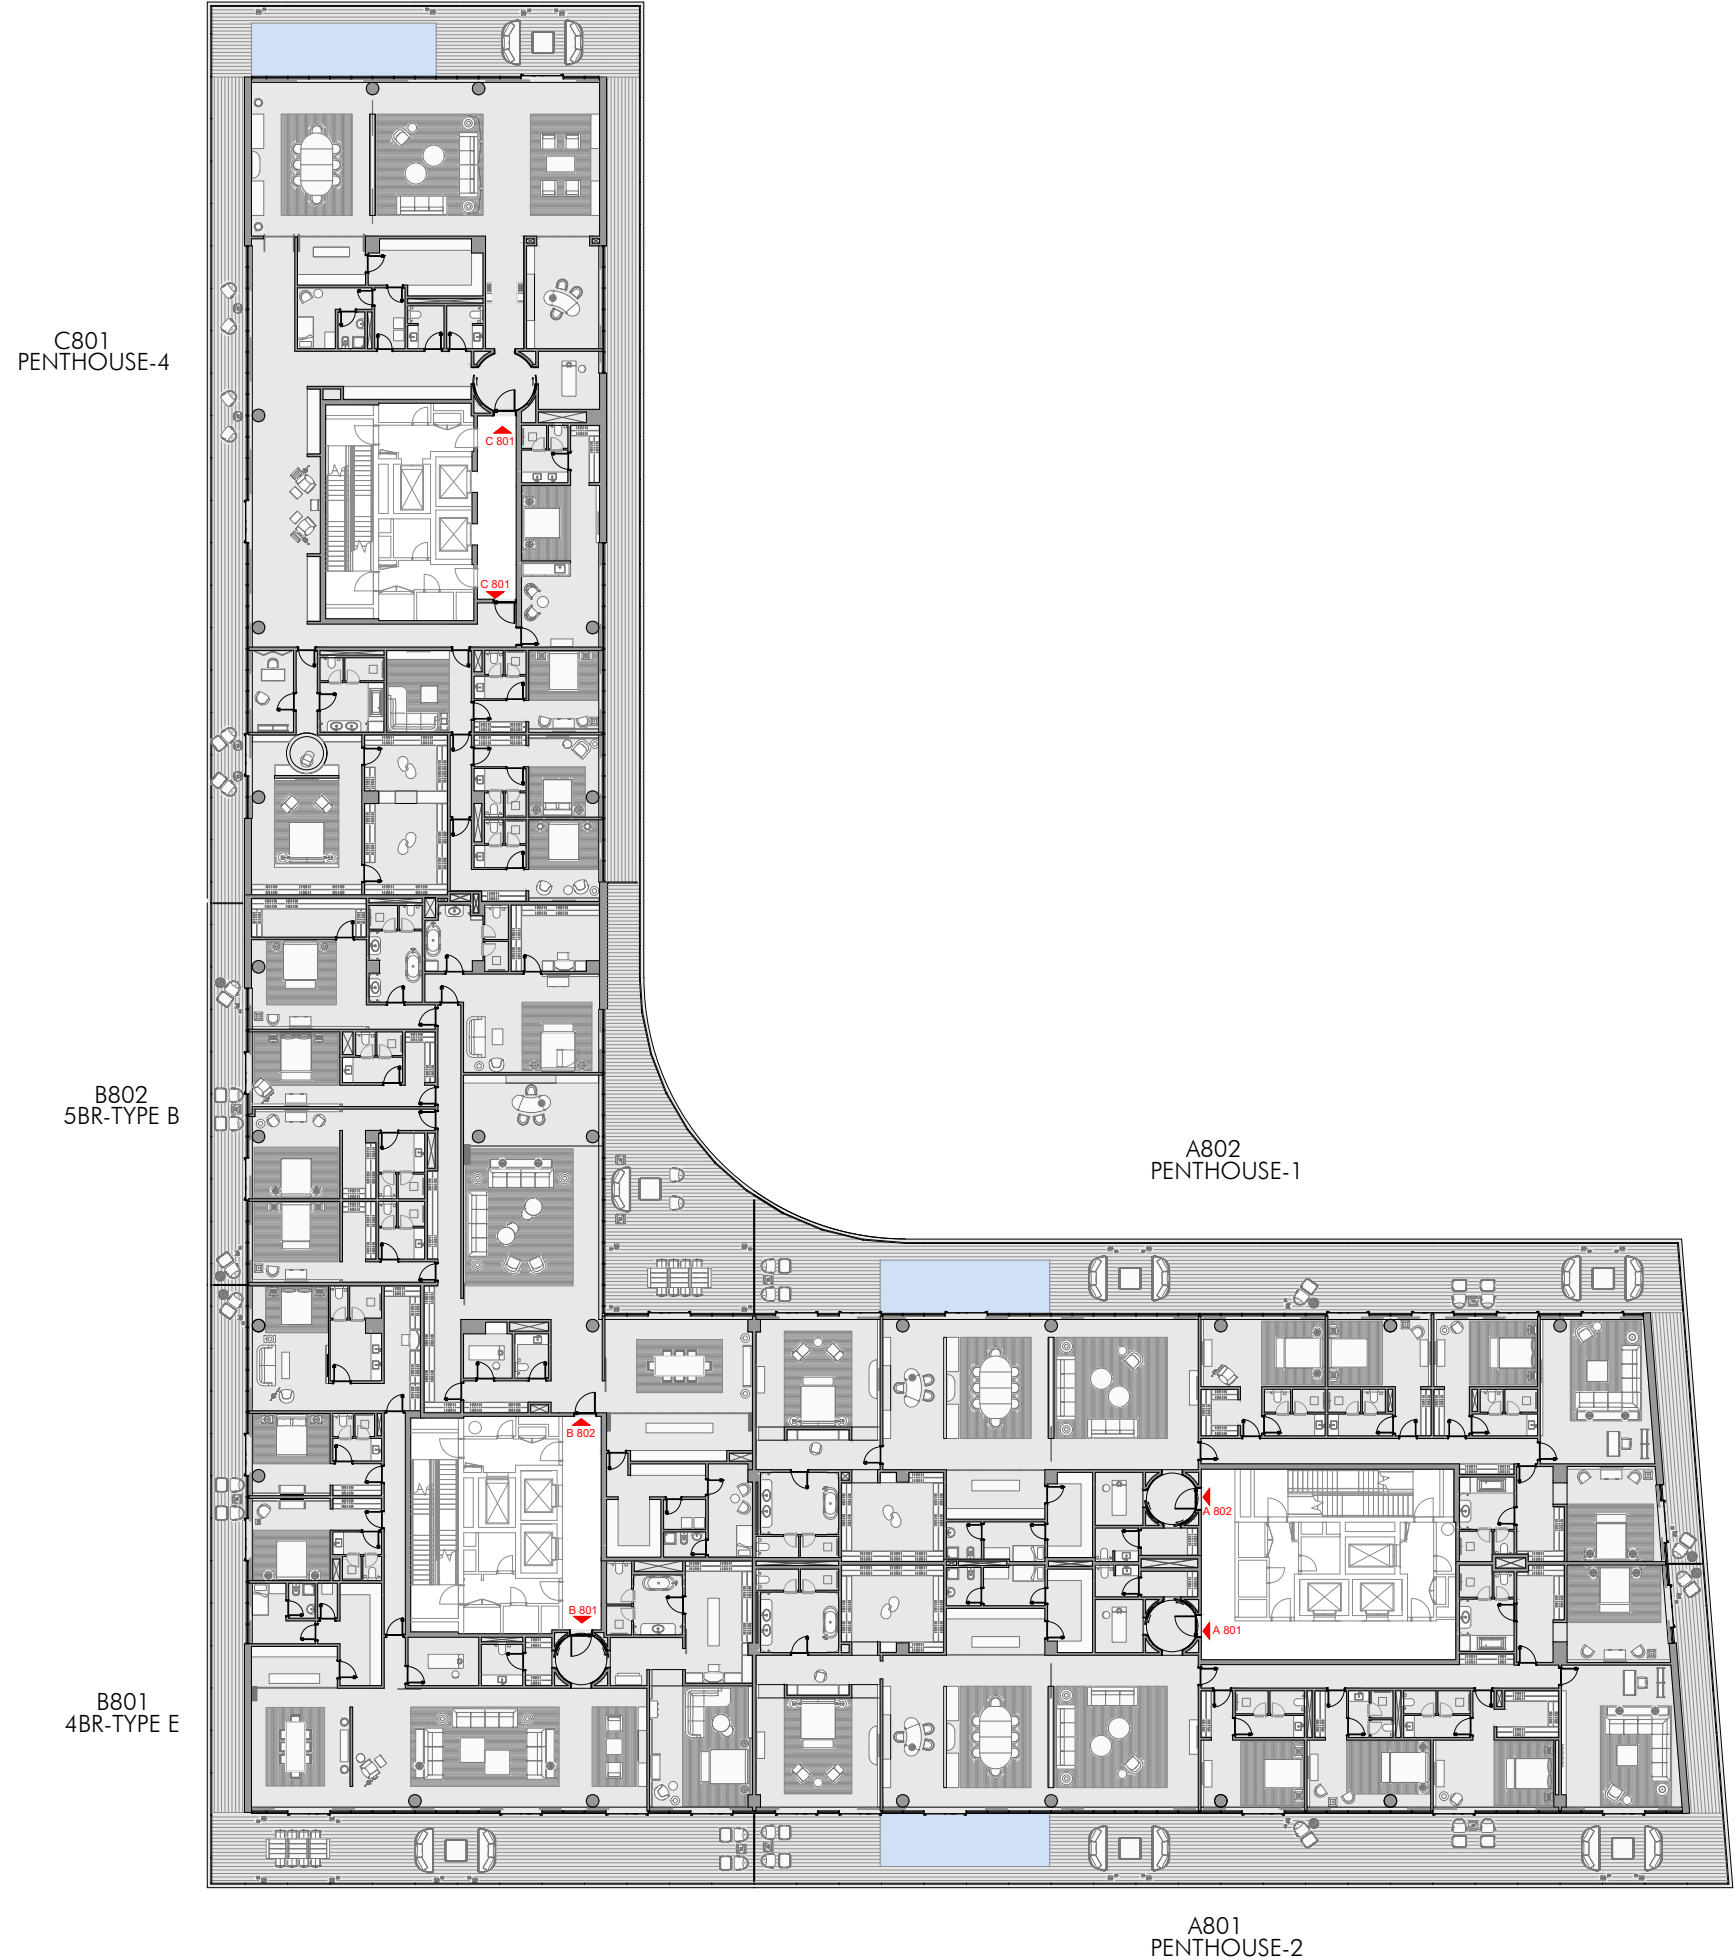 C801
PENTHOUSE-4
C 801
C 801
B802
5BR-TYPE B
A802
PENTHOUSE-1
B 802
A 802
B 801
A 801
B801
4BR-TYPE E
A801
PENTHOUSE-2